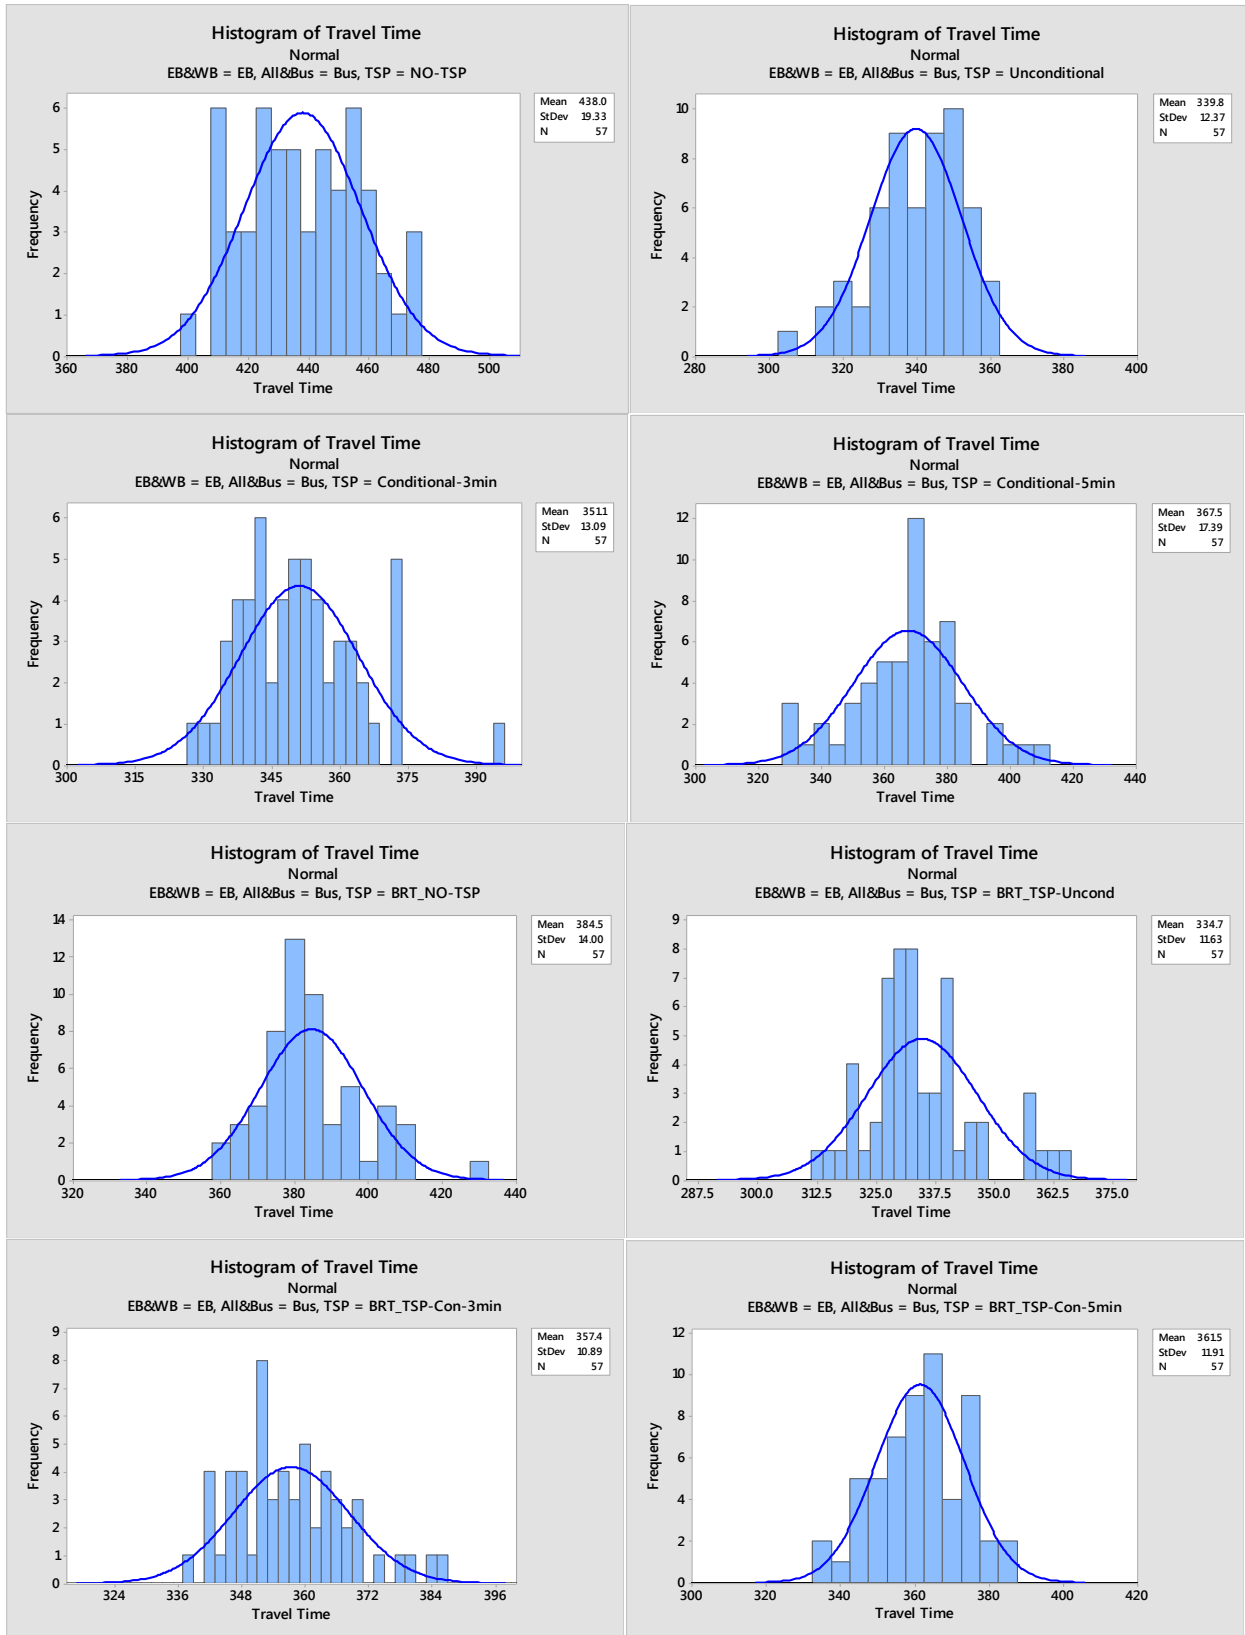 Histogram of Travel Time
Normal
EB&WB = EB, All&Bus = Bus, TSP = NO-TSP
Mean 438.0
StDev 19.33
N 57
Frequency
6
5
4
3
2
1
0
360 380 400 420 440 460 480 500
Travel Time
Histogram of Travel Time
Normal
EB&WB = EB, All&Bus = Bus, TSP = Unconditional
Mean 339.8
StDev 12.37
N 57
Frequency
10
8
6
4
2
0
280 300 320 340 360 380 400
Travel Time
Histogram of Travel Time
Normal
EB&WB = EB, All&Bus = Bus, TSP = Conditional-3min
Mean 351.1
StDev 13.09
N 57
Frequency
6
5
4
3
2
1
0
300 315 330 345 360 375 390
Travel Time
Histogram of Travel Time
Normal
EB&WB = EB, All&Bus = Bus, TSP = Conditional-5min
Mean 367.5
StDev 17.39
N 57
Frequency
12
10
8
6
4
2
0
300 320 340 360 380 400 420 440
Travel Time
Histogram of Travel Time
Normal
EB&WB = EB, All&Bus = Bus, TSP = BRT_NO-TSP
Mean 384.5
StDev 14.00
N 57
Frequency
14
12
10
8
6
4
2
0
320 340 360 380 400 420 440
Travel Time
Histogram of Travel Time
Normal
EB&WB = EB, All&Bus = Bus, TSP = BRT_TSP-Uncond
Mean 334.7
StDev 11.63
N 57
Frequency
9
8
7
6
5
4
3
2
1
0
287.5 300.0 312.5 325.0 337.5 350.0 362.5 375.0
Travel Time
Histogram of Travel Time
Normal
EB&WB = EB, All&Bus = Bus, TSP = BRT_TSP-Con-3min
Mean 357.4
StDev 10.89
N 57
Frequency
9
8
7
6
5
4
3
2
1
0
324 336 348 360 372 384 396
Travel Time
Histogram of Travel Time
Normal
EB&WB = EB, All&Bus = Bus, TSP = BRT_TSP-Con-5min
Mean 361.5
StDev 11.91
N 57
Frequency
12
10
8
6
4
2
0
300 320 340 360 380 400 420
Travel Time